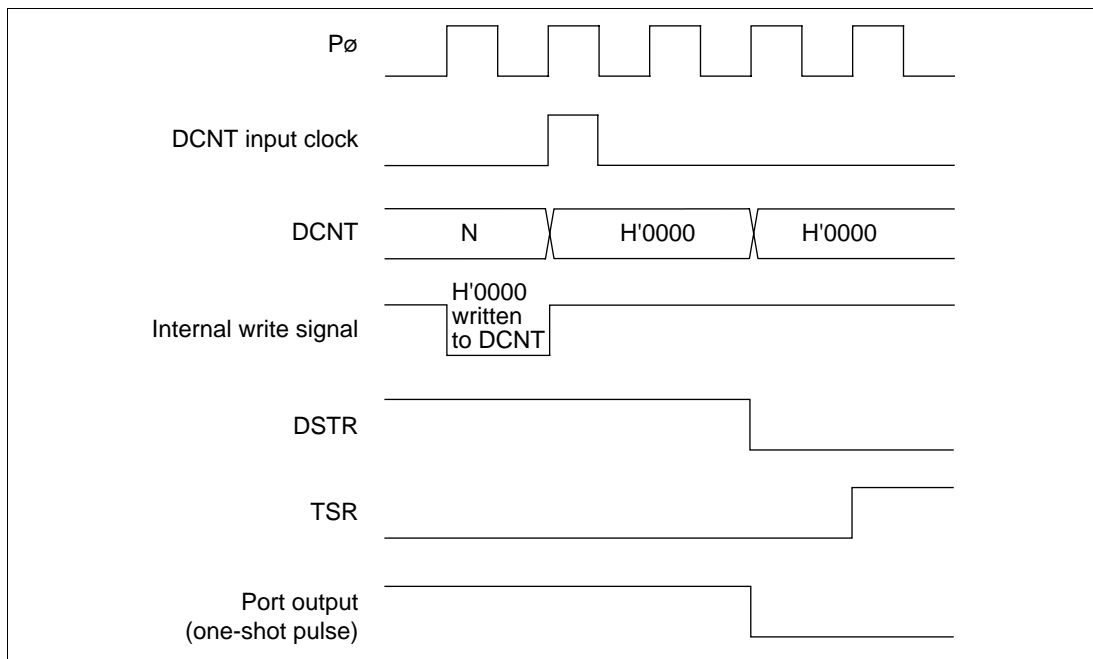 Pø
DCNT input clock
DCNT
N
H'0000
H'0000
Internal write signal
H'0000
written
to DCNT
DSTR
TSR
Port output
(one-shot pulse)